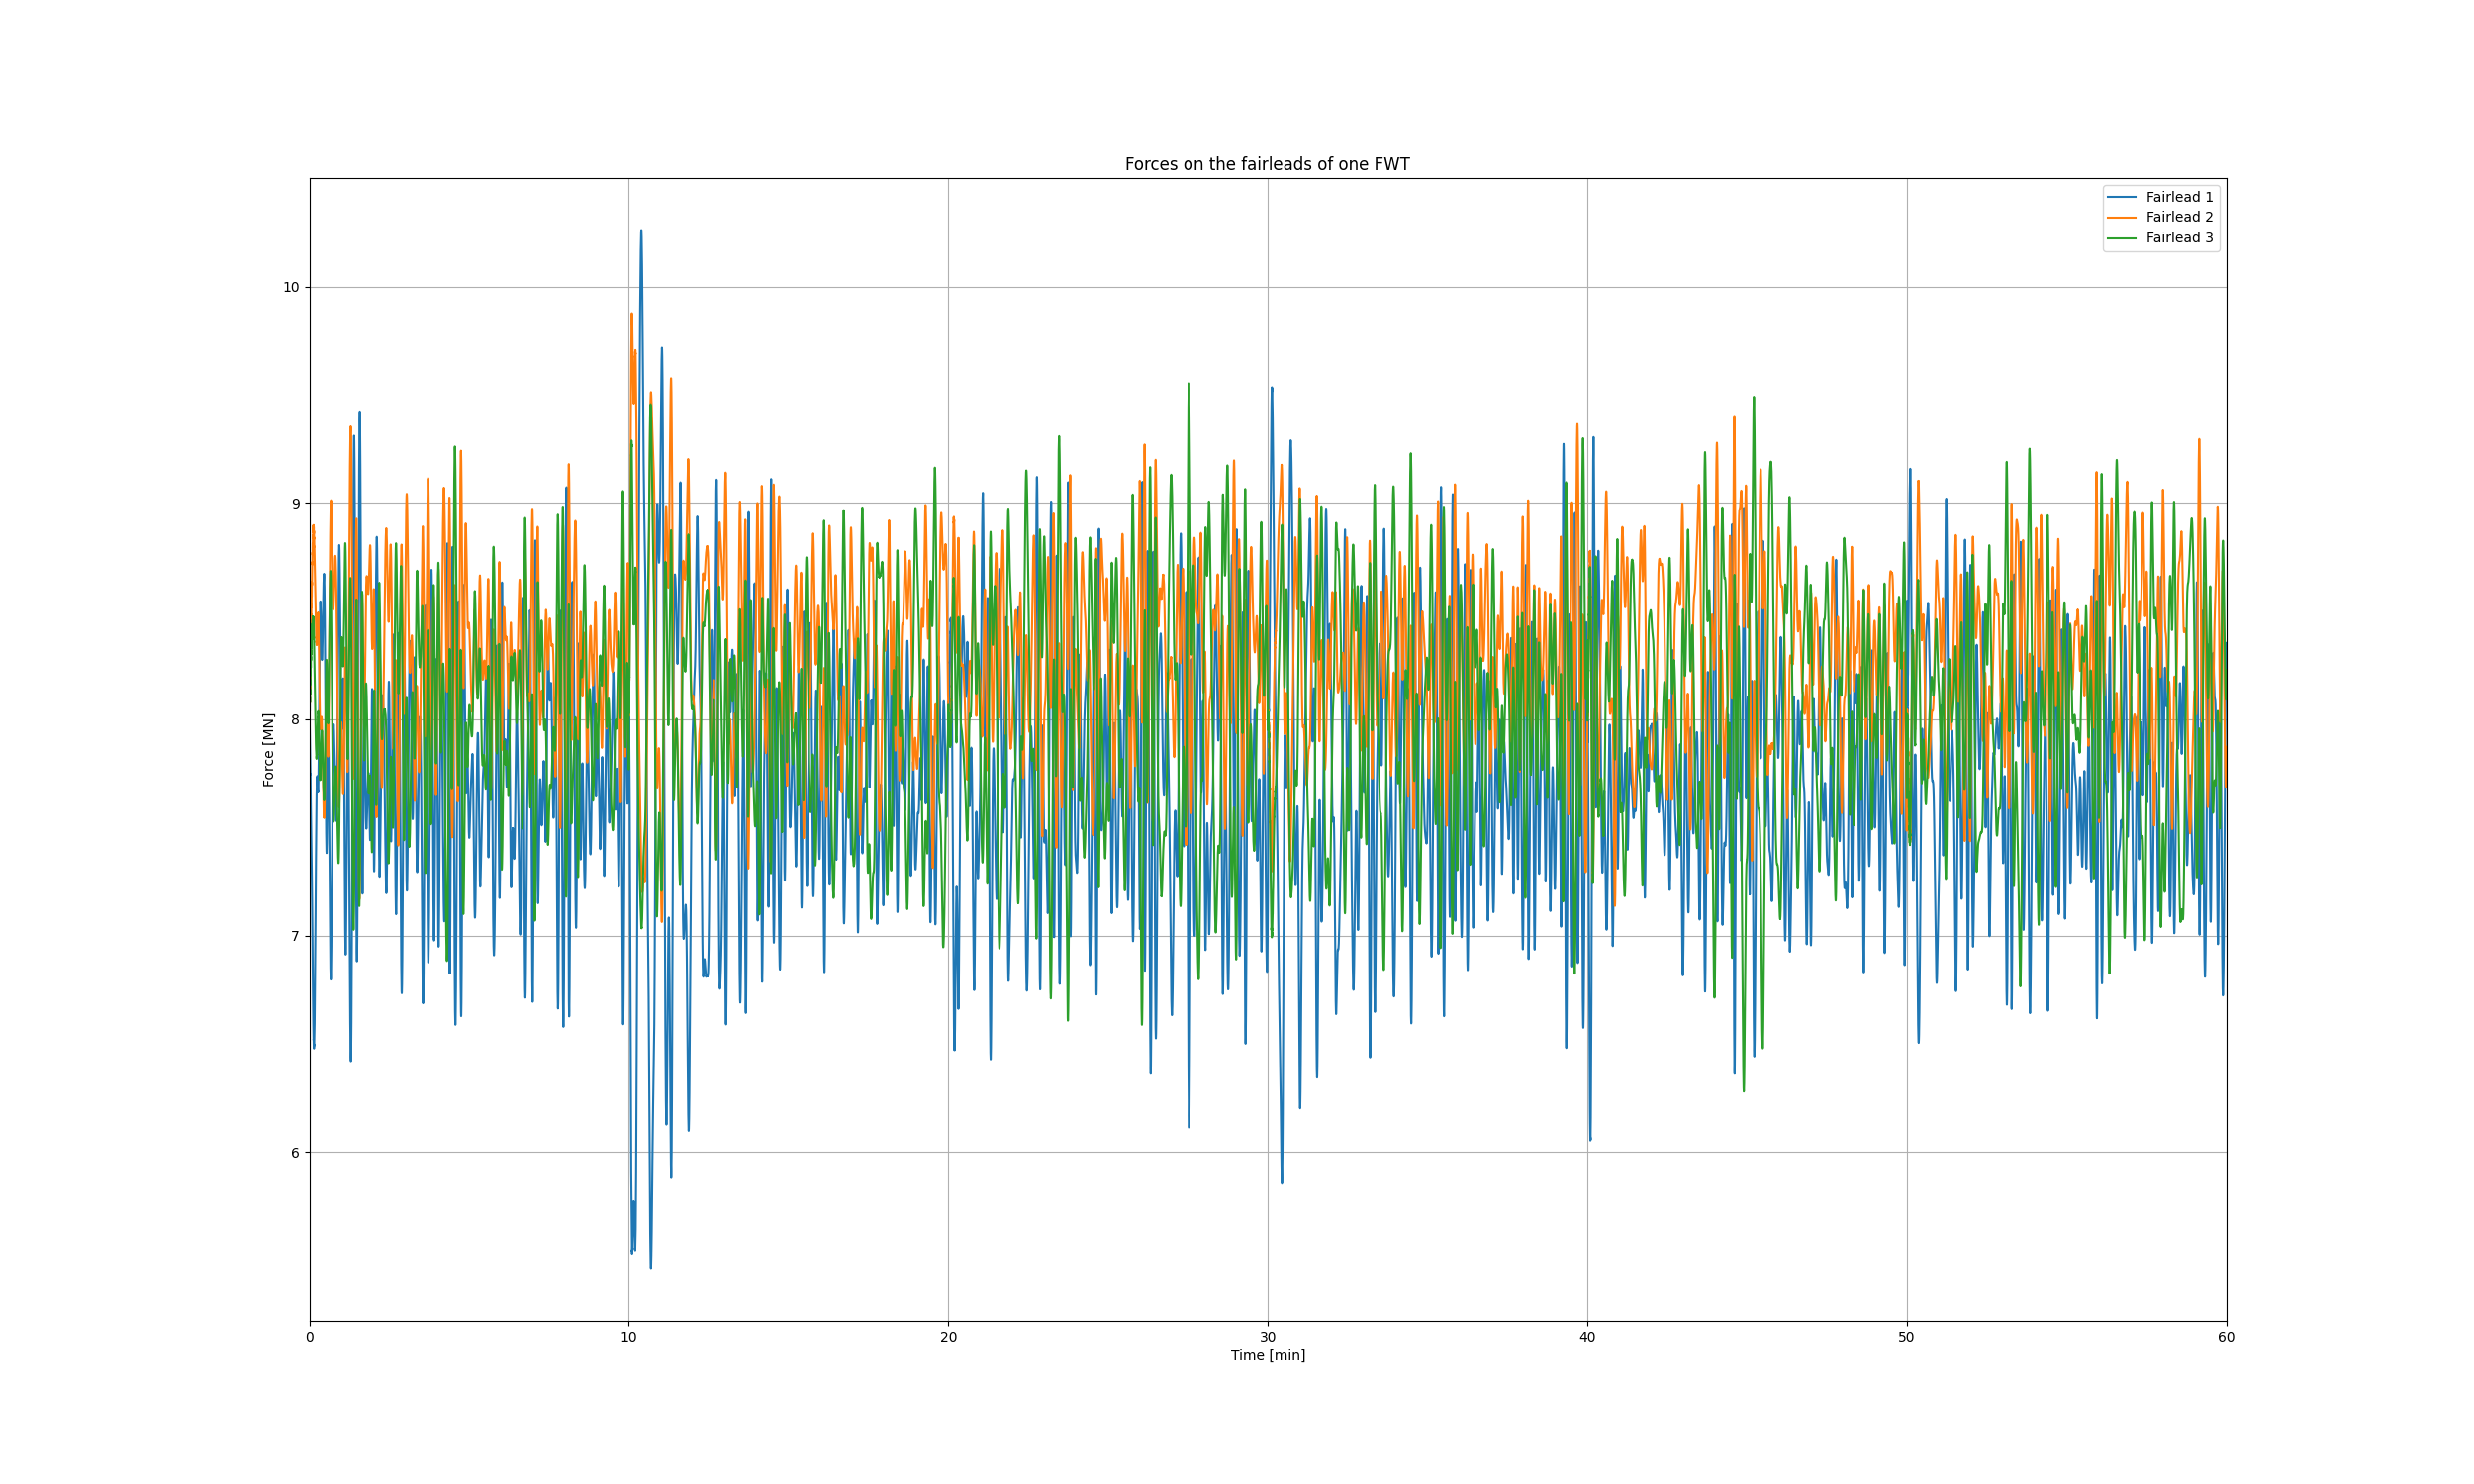 Forces on the fairleads of one FWT
Fairlead 1
Fairlead 2
Fairlead 3
10
9
8
7
6
Force [MN]
0 10 20 30 40 50 60
Time [min]